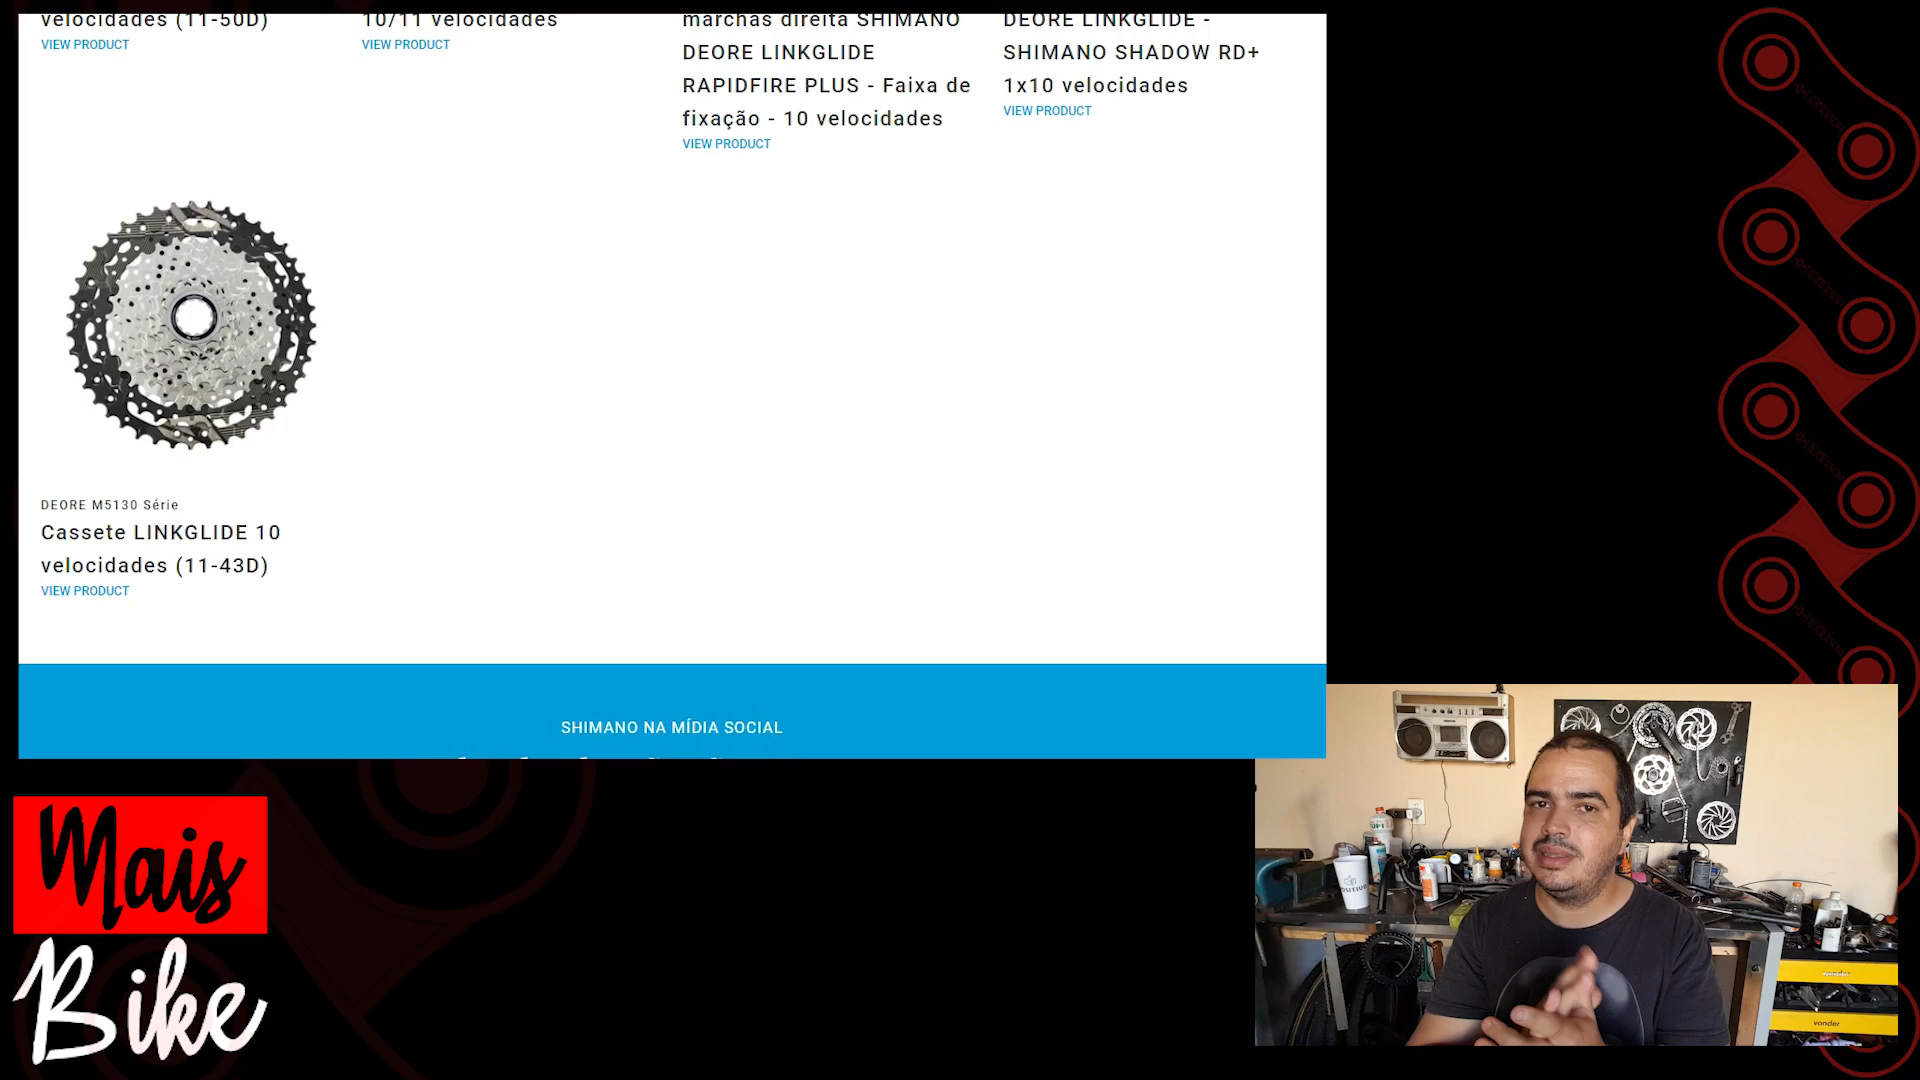 velocidades (11-50D)
VIEW PRODUCT
10/11 velocidades
VIEW PRODUCT
marchas direita SHIMANO
DEORE LINKGLIDE
RAPIDFIRE PLUS - Faixa de
fixação - 10 velocidades
VIEW PRODUCT
DEORE LINKGLIDE -
SHIMANO SHADOW RD+
1x10 velocidades
VIEW PRODUCT
DEORE M5130 Série
Cassete LINKGLIDE 10
velocidades (11-43D)
VIEW PRODUCT
SHIMANO NA MÍDIA SOCIAL
Mais
Bike
vonder